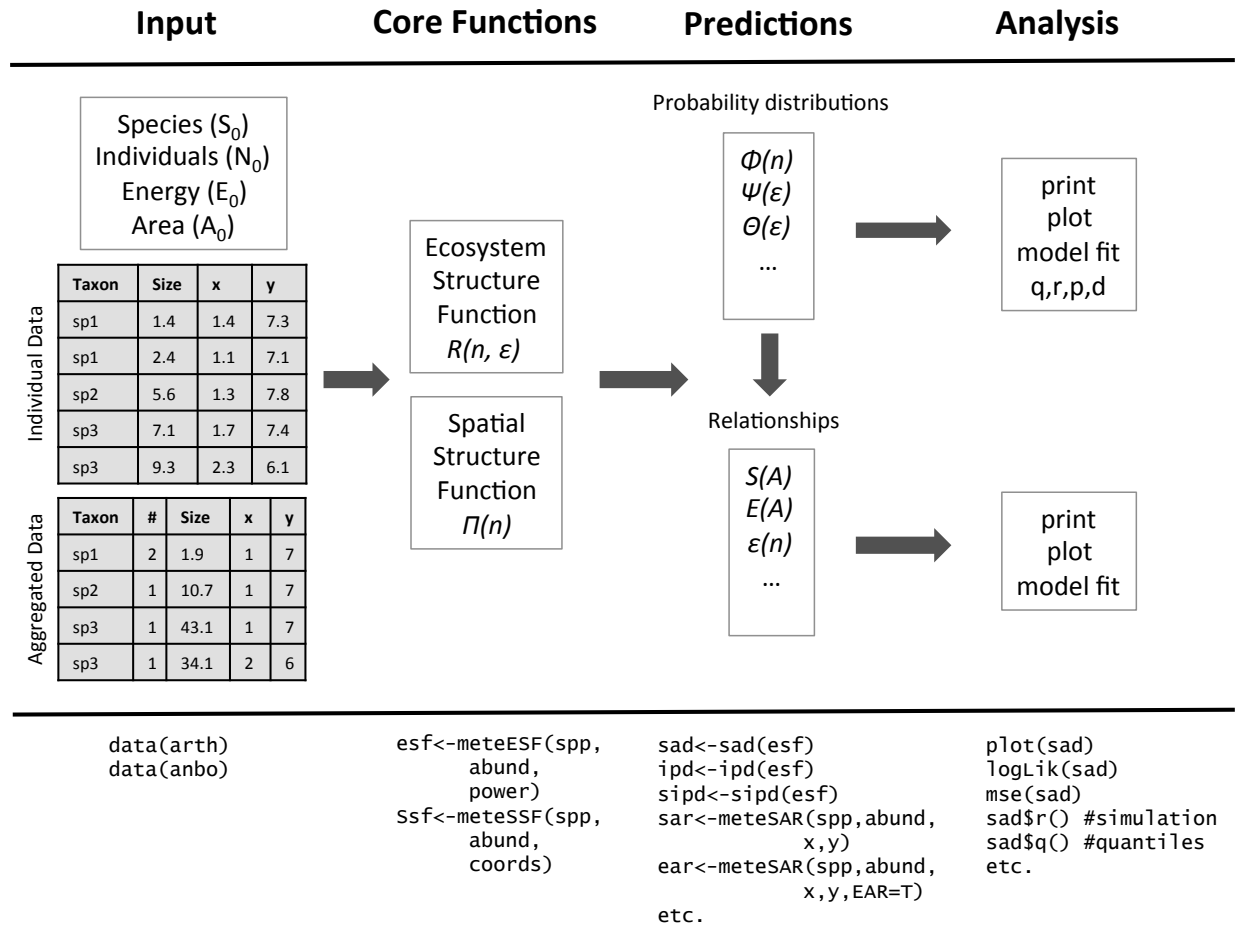 Input
Core Functions
Predictions
Analysis
Species (S₀)
Individuals (N₀)
Energy (E₀)
Area (A₀)
Individual Data
Taxon Size x y
sp1 1.4 1.4 7.3
sp1 2.4 1.1 7.1
sp2 5.6 1.3 7.8
sp3 7.1 1.7 7.4
sp3 9.3 2.3 6.1
Aggregated Data
Taxon # Size x y
sp1 2 1.9 1 7
sp2 1 10.7 1 7
sp3 1 43.1 1 7
sp3 1 34.1 2 6
Ecosystem
Structure
Function
R(n, ε)
Spatial
Structure
Function
Π(n)
Probability distributions
Φ(n)
Ψ(ε)
Θ(ε)
...
Relationships
S(A)
E(A)
ε(n)
...
print
plot
model fit
q,r,p,d
print
plot
model fit
data(arth)
data(anbo)
esf<-meteESF(spp,
abund,
power)
Ssf<-meteSSF(spp,
abund,
coords)
sad<-sad(esf)
ipd<-ipd(esf)
sipd<-sipd(esf)
sar<-meteSAR(spp,abund,
x,y)
ear<-meteSAR(spp,abund,
x,y,EAR=T)
etc.
plot(sad)
logLik(sad)
mse(sad)
sad$r() #simulation
sad$q() #quantiles
etc.